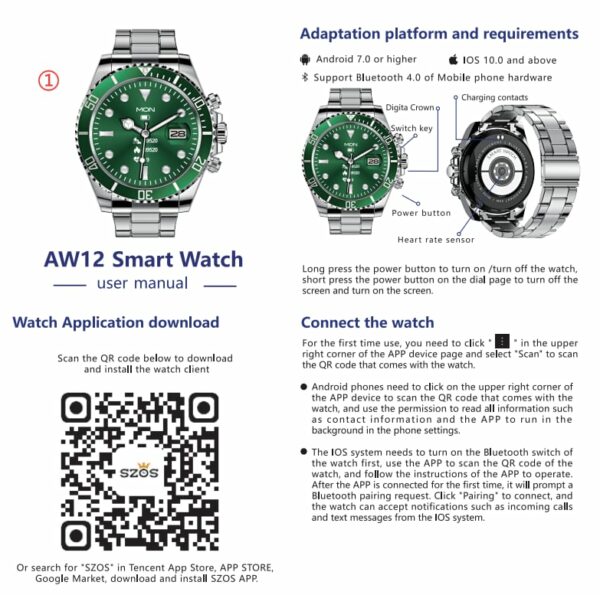 ①
MON
28
9520
9520
9
AW12 Smart Watch
user manual
Watch Application download
Scan the QR code below to download
and install the watch client
SZOS
Or search for "SZOS" in Tencent App Store, APP STORE,
Google Market, download and install SZOS APP.
Adaptation platform and requirements
Android 7.0 or higher
IOS 10.0 and above
Support Bluetooth 4.0 of Mobile phone hardware
Digita Crown
Charging contacts
Switch key
MON
28
9520
9520
9
Power button
Heart rate sensor
Long press the power button to turn on /turn off the watch,
short press the power button on the dial page to turn off the
screen and turn on the screen.
Connect the watch
For the first time use, you need to click " " in the upper
right corner of the APP device page and select "Scan" to scan
the QR code that comes with the watch.
● Android phones need to click on the upper right corner of
the APP device to scan the QR code that comes with the
watch, and use the permission to read all information such
as contact information and the APP to run in the
background in the phone settings.
● The IOS system needs to turn on the Bluetooth switch of
the watch first, use the APP to scan the QR code of the
watch, and follow the instructions of the APP to operate.
After the APP is connected for the first time, it will prompt a
Bluetooth pairing request. Click "Pairing" to connect, and
the watch can accept notifications such as incoming calls
and text messages from the IOS system.